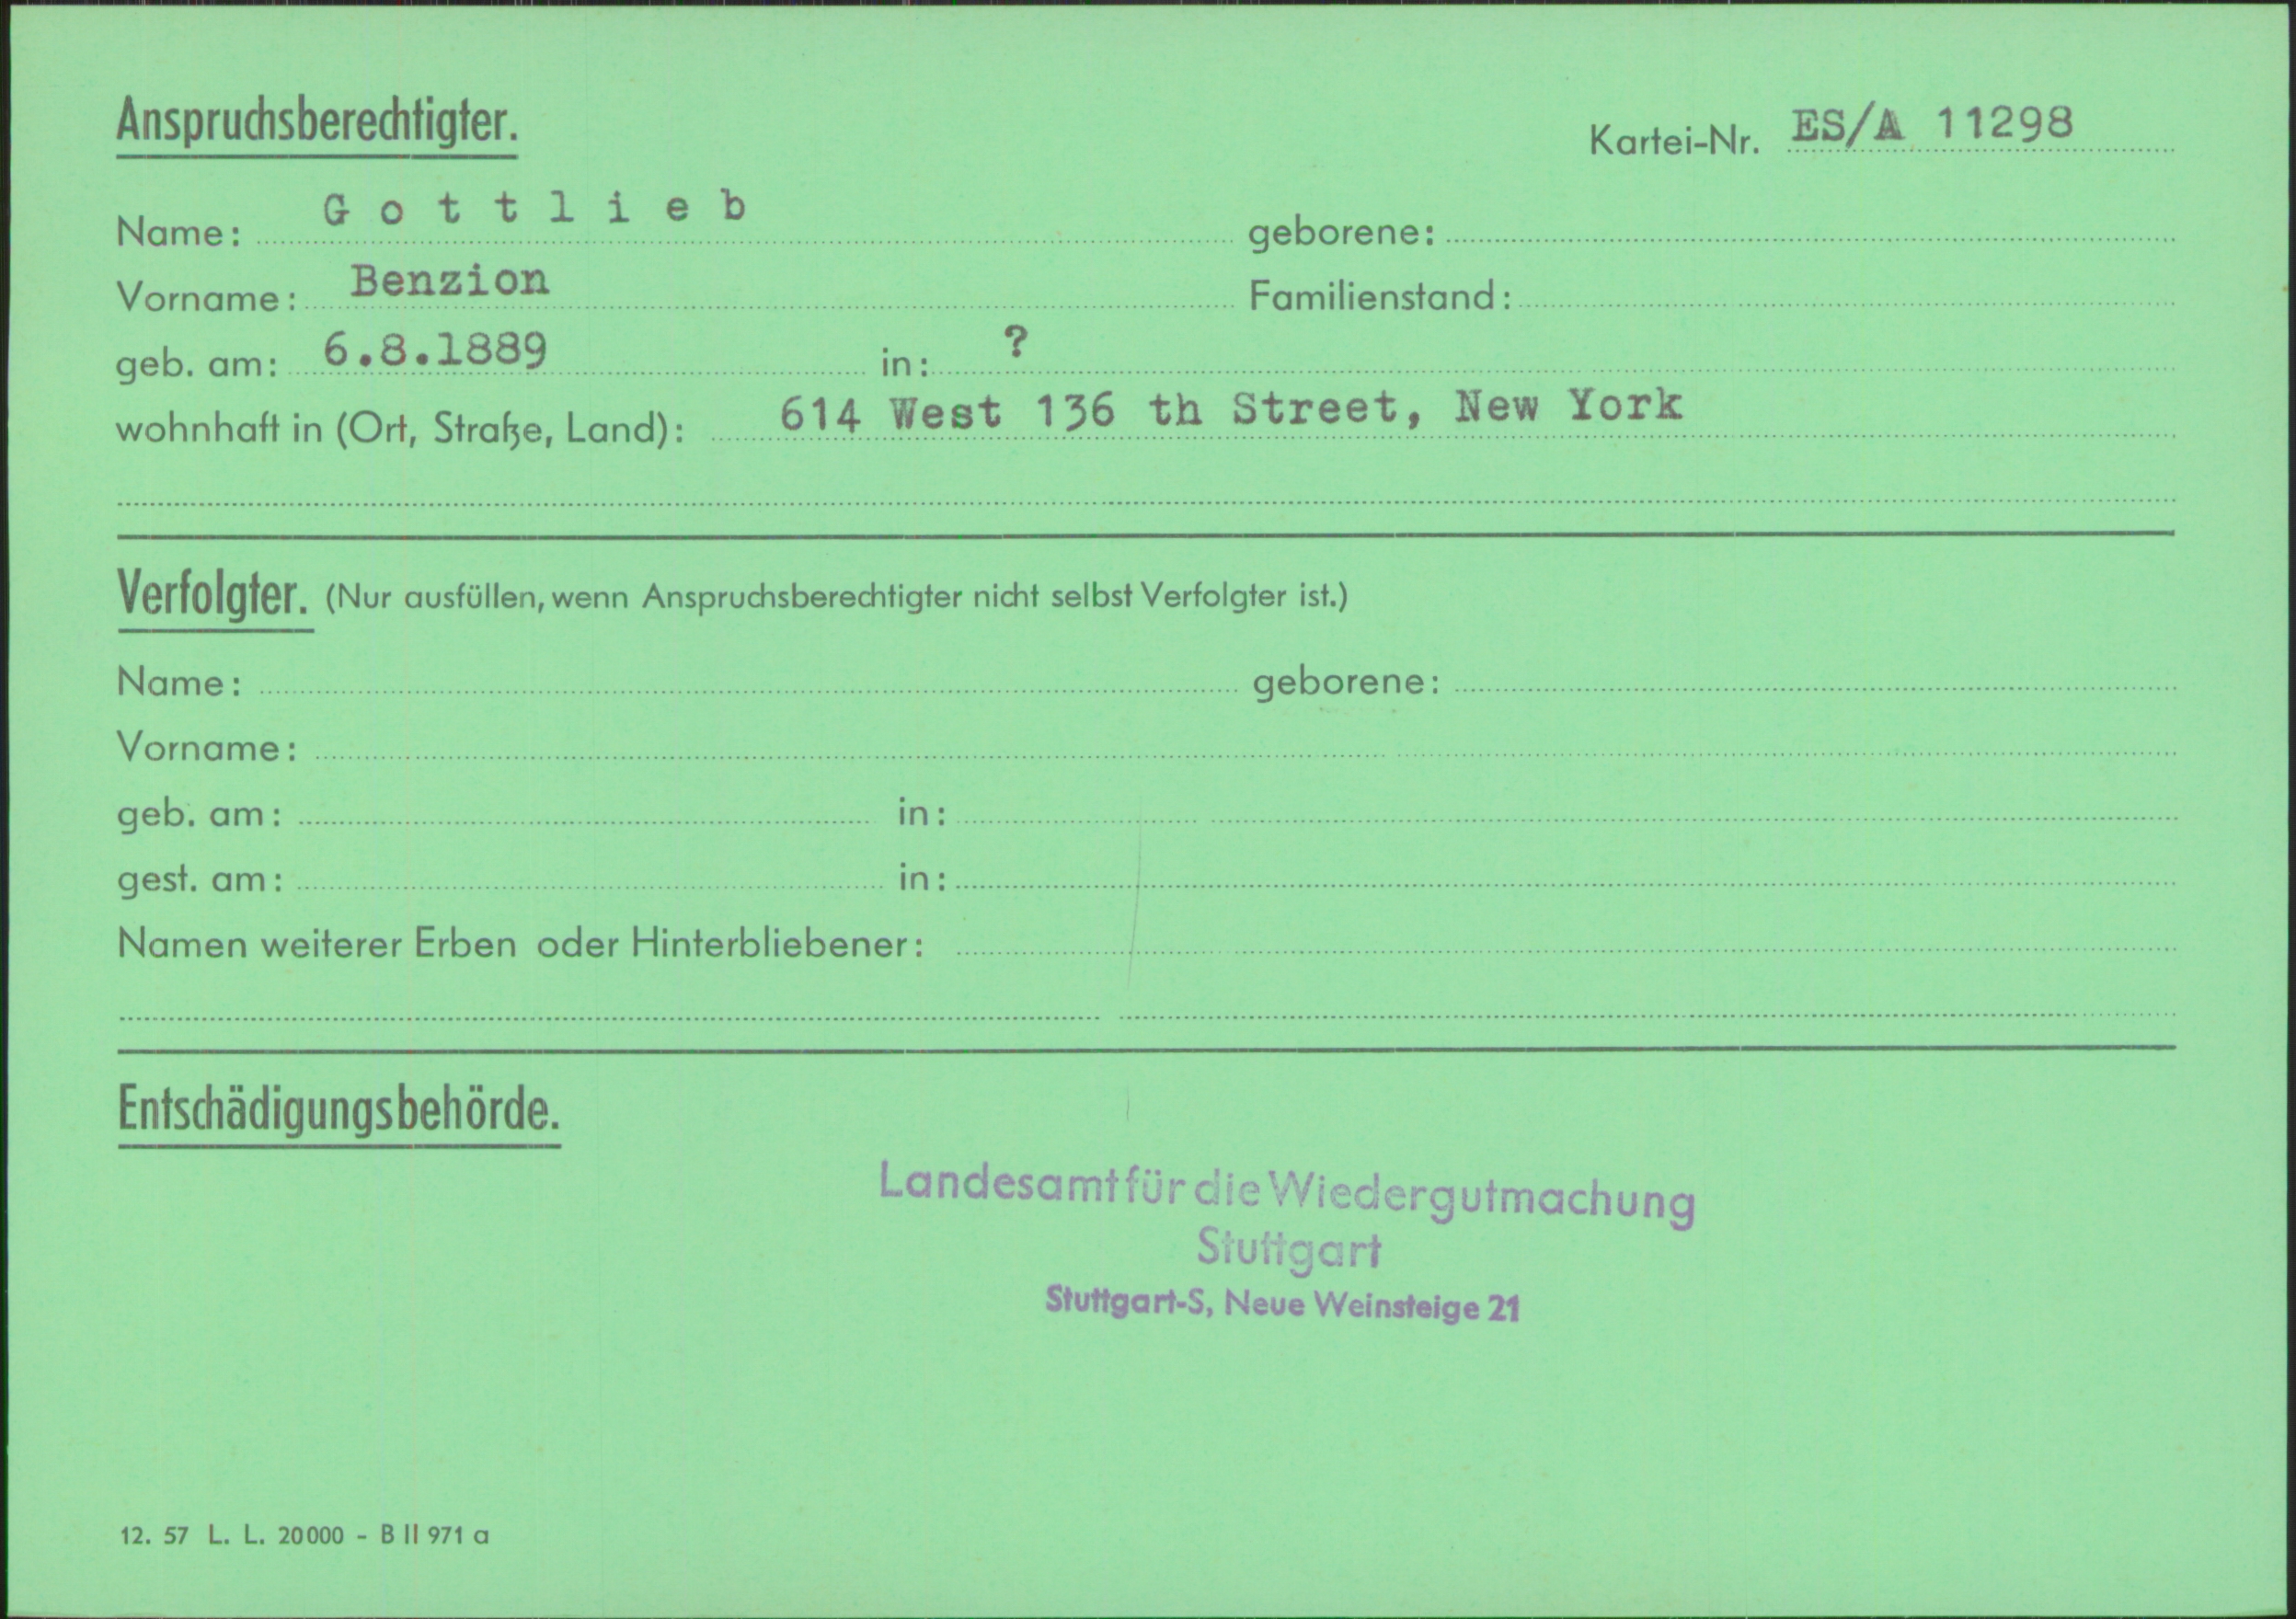 Anspruchsberechtigter.
Kartei-Nr. ES/A 11298
Name: G o t t l i e b geborene:
Vorname: Benzion Familienstand:
geb. am: 6.8.1889 in: ?
wohnhaft in (Ort, Straße, Land): 614 West 136 th Street, New York
Verfolgter. (Nur ausfüllen, wenn Anspruchsberechtigter nicht selbst Verfolgter ist.)
Name: geborene:
Vorname:
geb. am: in:
gest. am: in:
Namen weiterer Erben oder Hinterbliebener:
Entschädigungsbehörde.
Landesamt für die Wiedergutmachung
Stuttgart
Stuttgart-S, Neue Weinsteige 21
12. 57 L. L. 20000 - B II 971 a